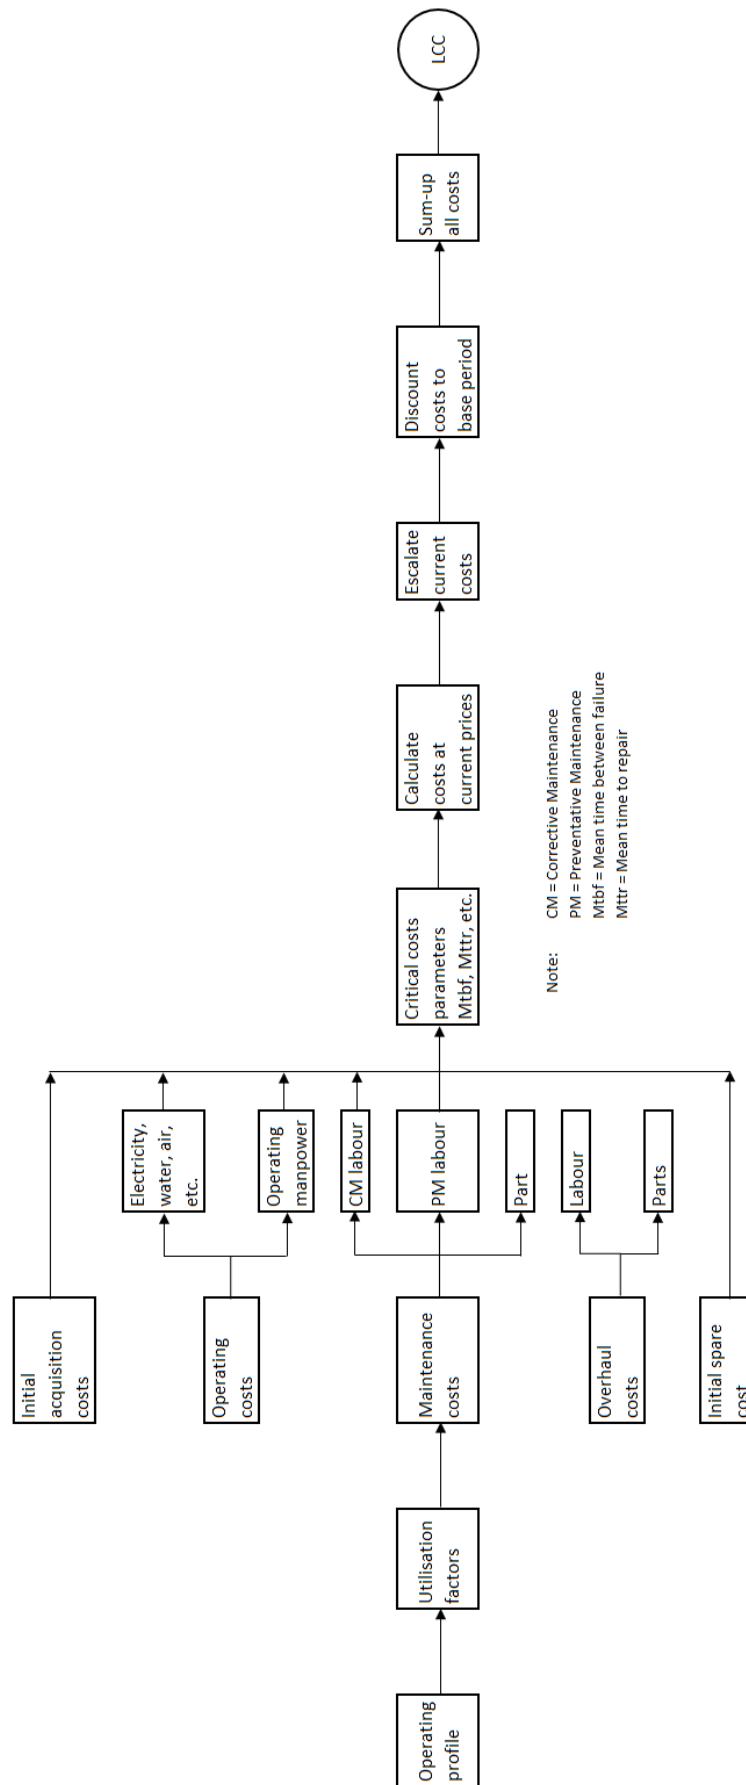 Operating
profile
Utilisation
factors
Initial
acquisition
costs
Operating
costs
Maintenance
costs
Overhaul
costs
Initial spare
cost
Electricity,
water, air,
etc.
Operating
manpower
CM labour
PM labour
Part
Labour
Parts
Critical costs
parameters
Mtbf, Mttr, etc.
Calculate
costs at
current prices
Escalate
current
costs
Discount
costs to
base period
Sum-up
all costs
LCC
Note: CM = Corrective Maintenance
PM = Preventative Maintenance
Mtbf = Mean time between failure
Mttr = Mean time to repair